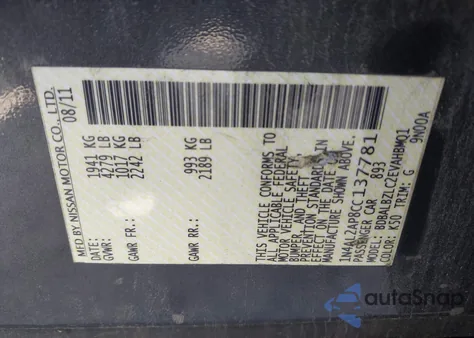 MFD BY NISSAN MOTOR CO., LTD.
08/11
GVWR: 1941 KG
4279 LB
GAWR FR.: 1017 KG
2242 LB
GAWR RR.: 993 KG
2189 LB
THIS VEHICLE CONFORMS TO
ALL APPLICABLE FEDERAL
MOTOR VEHICLE SAFETY,
BUMPER, AND THEFT
PREVENTION STANDARDS IN
EFFECT ON THE DATE OF
MANUFACTURE SHOWN ABOVE.
1N4AL2AP8CC137781
PASSENGER CAR 893
MODEL: BDBALBZLCZEVAHBMQ1
COLOR: K50 TRIM: G 9N00A
autoSnap